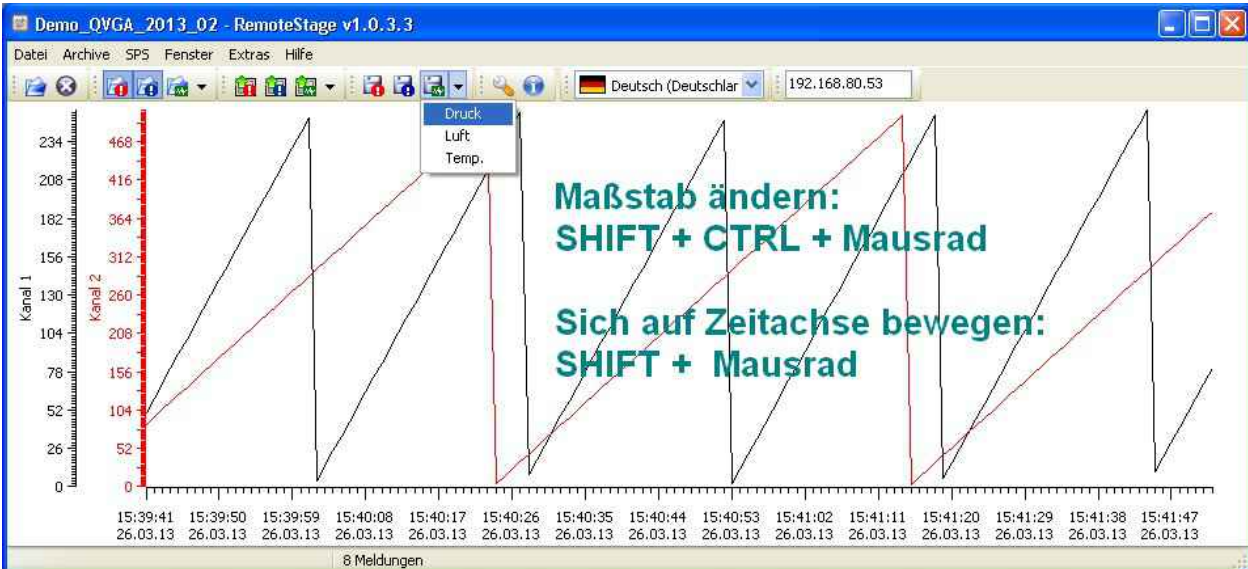 Demo_QVGA_2013_02 - RemoteStage v1.0.3.3
Datei Archive SPS Fenster Extras Hilfe
Deutsch (Deutschlar 192.168.80.53
Druck
Luft
Temp.
Maßstab ändern:
SHIFT + CTRL + Mausrad
Sich auf Zeitachse bewegen:
SHIFT + Mausrad
Kanal 1
234
208
182
156
130
104
78
52
26
0
Kanal 2
468
416
364
312
260
208
156
104
52
0
15:39:41 15:39:50 15:39:59 15:40:08 15:40:17 15:40:26 15:40:35 15:40:44 15:40:53 15:41:02 15:41:11 15:41:20 15:41:29 15:41:38 15:41:47
26.03.13 26.03.13 26.03.13 26.03.13 26.03.13 26.03.13 26.03.13 26.03.13 26.03.13 26.03.13 26.03.13 26.03.13 26.03.13 26.03.13 26.03.13
8 Meldungen